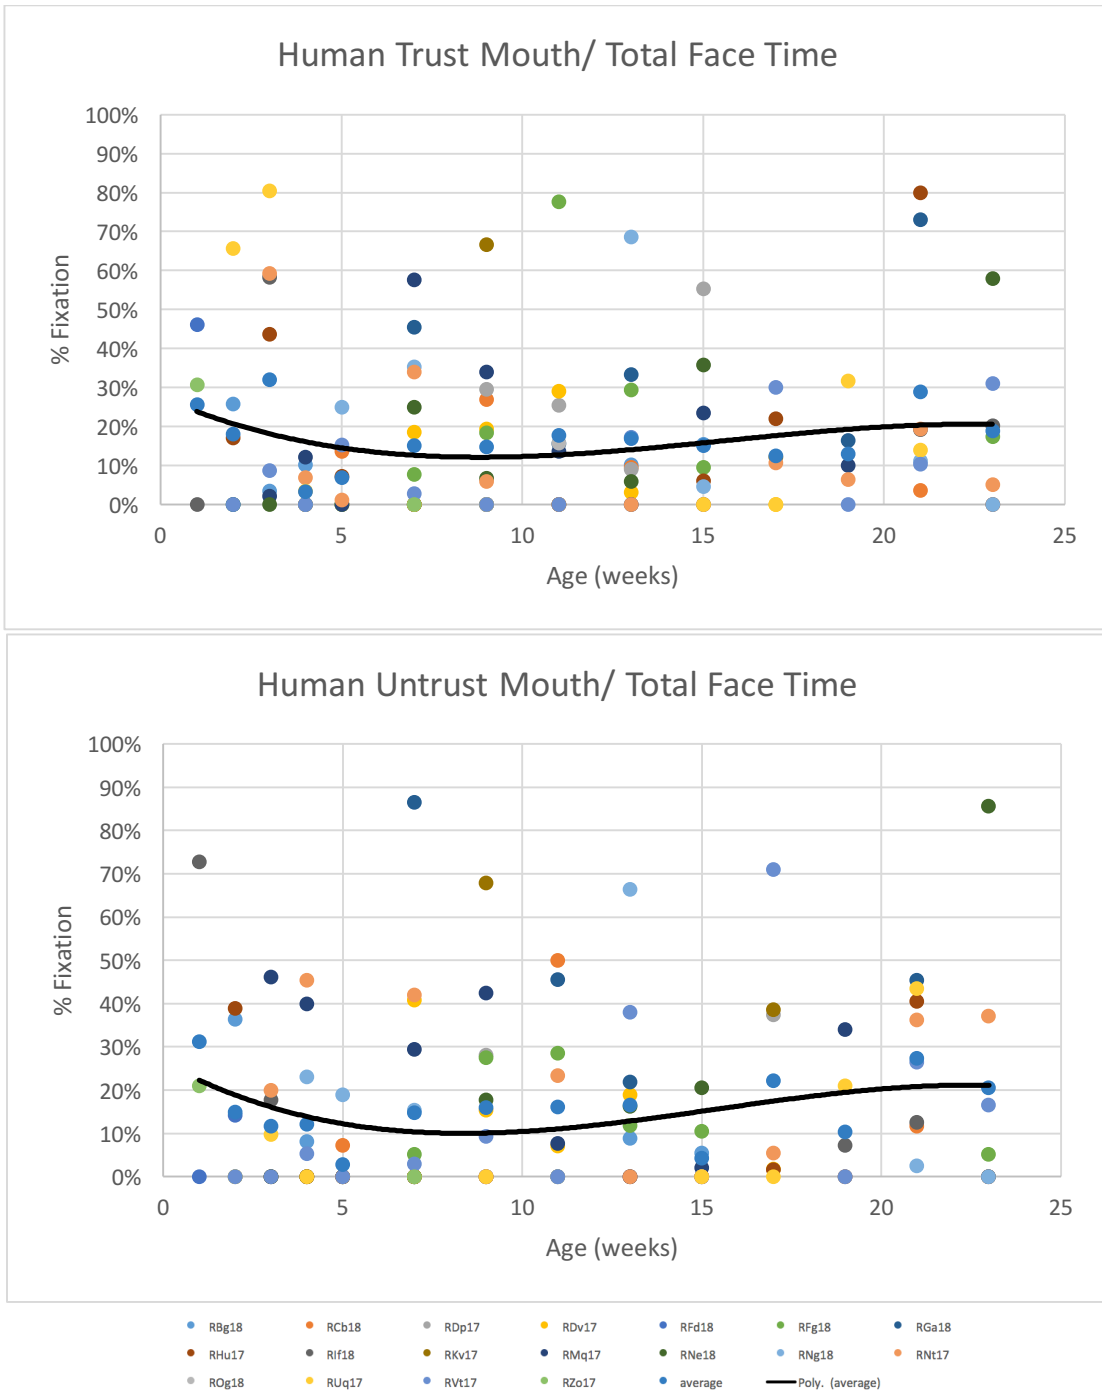 Human Trust Mouth/ Total Face Time
100%
90%
80%
70%
60%
50%
40%
30%
20%
10%
0%
% Fixation
0 5 10 15 20 25
Age (weeks)
Human Untrust Mouth/ Total Face Time
100%
90%
80%
70%
60%
50%
40%
30%
20%
10%
0%
% Fixation
0 5 10 15 20 25
Age (weeks)
RBg18 RCb18 RDp17 RDv17 RFd18 RFg18 RGa18
RHu17 RIf18 RKv17 RMq17 RNe18 RNg18 RNt17
ROg18 RUq17 RVt17 RZo17 average Poly. (average)